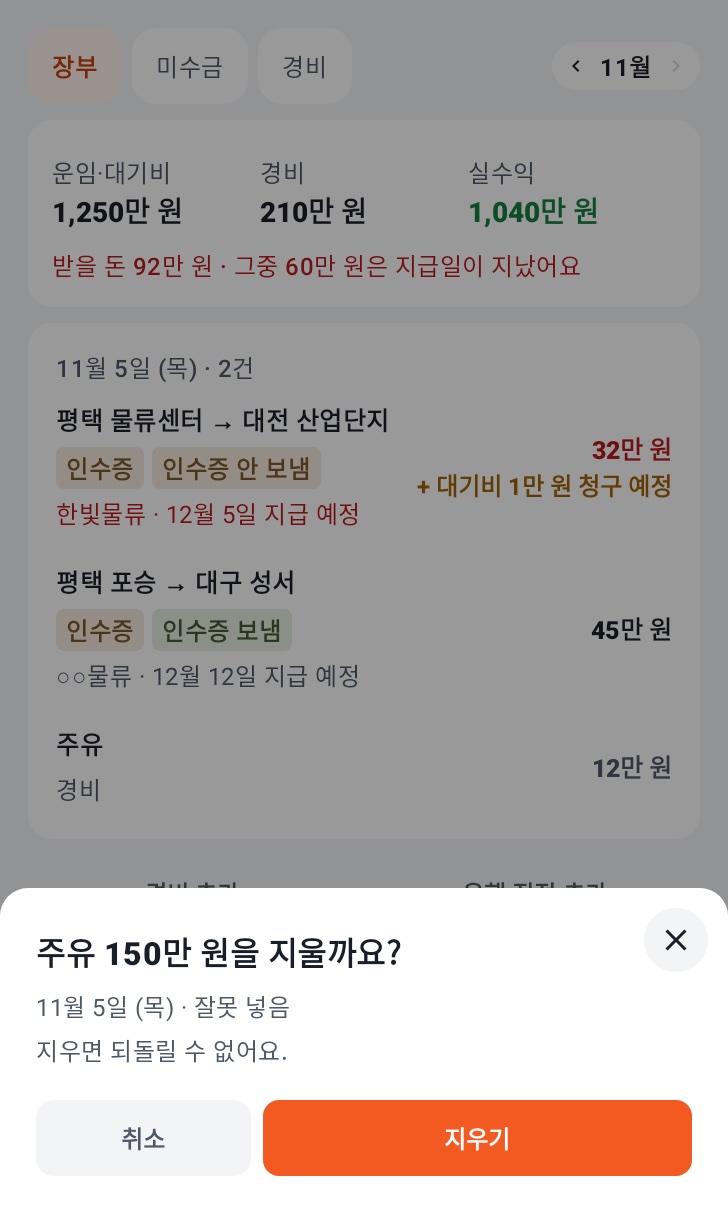 장부 미수금 경비 11월
운임·대기비 경비 실수익
1,250만 원 210만 원 1,040만 원
받을 돈 92만 원 · 그중 60만 원은 지급일이 지났어요
11월 5일 (목) · 2건
평택 물류센터 → 대전 산업단지
32만 원
인수증 인수증 안 보냄
+ 대기비 1만 원 청구 예정
한빛물류 · 12월 5일 지급 예정
평택 포승 → 대구 성서
인수증 인수증 보냄
45만 원
○○물류 · 12월 12일 지급 예정
주유
12만 원
경비
주유 150만 원을 지울까요?
11월 5일 (목) · 잘못 넣음
지우면 되돌릴 수 없어요.
취소 지우기